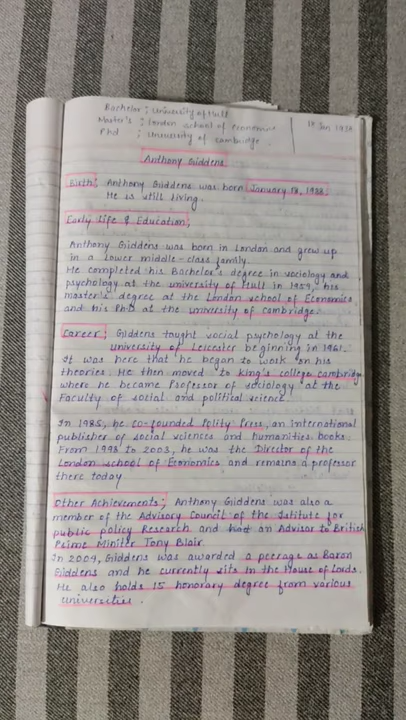 Bachelor : University of Hull
Master's : London school of economics
Phd : University of cambridge.
18 Jan 1938
Anthony Giddens
Birth; Anthony Giddens was born January 18, 1938.
He is still living.
Early Life & Education;
Anthony Giddens was born in London and grew up
in a lower middle-class family.
He completed his Bachelor's degree in sociology and
psychology at the university of Hull in 1959, his
master's degree at the London school of Economics,
and his PhD at the university of cambridge.
Career; Giddens taught social psychology at the
university of Leicester beginning in 1961.
It was here that he began to work on his
theories. He then moved to King's college, cambridge
where he became Professor of sociology at the
Faculty of social and political science.
In 1985, he co-founded Polity Press, an international
publisher of social sciences and humanities books.
From 1998 to 2003, he was the Director of the
London school of Economics, and remains a professor
there today
Other Achievements; Anthony Giddens was also a
member of the Advisory Council of the Institute for
public policy Research and an Advisor to British
Prime Miniter Tony Blair.
In 2004, Giddens was awarded a peerage as Baron
Giddens and he currently sits in the House of Lords.
He also holds 15 honorary degree from various
universities.